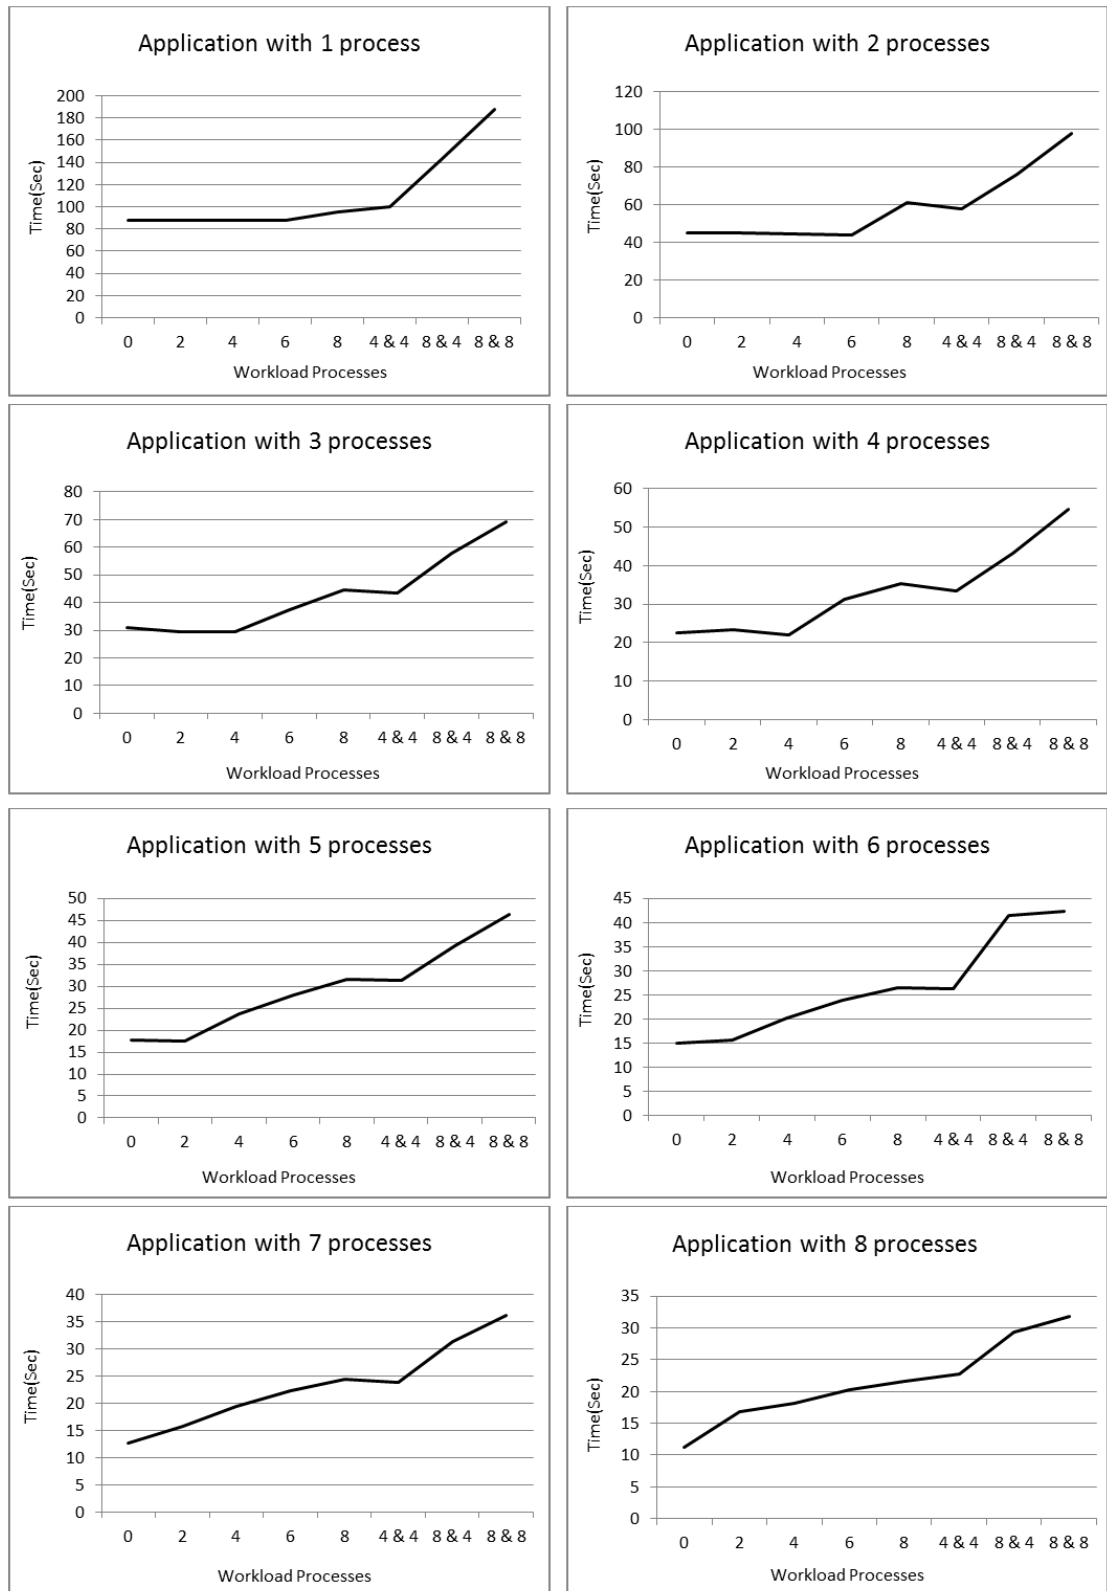 Application with 1 process
Time(Sec)
200
180
160
140
120
100
80
60
40
20
0
0 2 4 6 8 4 & 4 8 & 4 8 & 8
Workload Processes
Application with 2 processes
Time(Sec)
120
100
80
60
40
20
0
0 2 4 6 8 4 & 4 8 & 4 8 & 8
Workload Processes
Application with 3 processes
Time(Sec)
80
70
60
50
40
30
20
10
0
0 2 4 6 8 4 & 4 8 & 4 8 & 8
Workload Processes
Application with 4 processes
Time(Sec)
60
50
40
30
20
10
0
0 2 4 6 8 4 & 4 8 & 4 8 & 8
Workload Processes
Application with 5 processes
Time(Sec)
50
45
40
35
30
25
20
15
10
5
0
0 2 4 6 8 4 & 4 8 & 4 8 & 8
Workload Processes
Application with 6 processes
Time(Sec)
45
40
35
30
25
20
15
10
5
0
0 2 4 6 8 4 & 4 8 & 4 8 & 8
Workload Processes
Application with 7 processes
Time(Sec)
40
35
30
25
20
15
10
5
0
0 2 4 6 8 4 & 4 8 & 4 8 & 8
Workload Processes
Application with 8 processes
Time(Sec)
35
30
25
20
15
10
5
0
0 2 4 6 8 4 & 4 8 & 4 8 & 8
Workload Processes